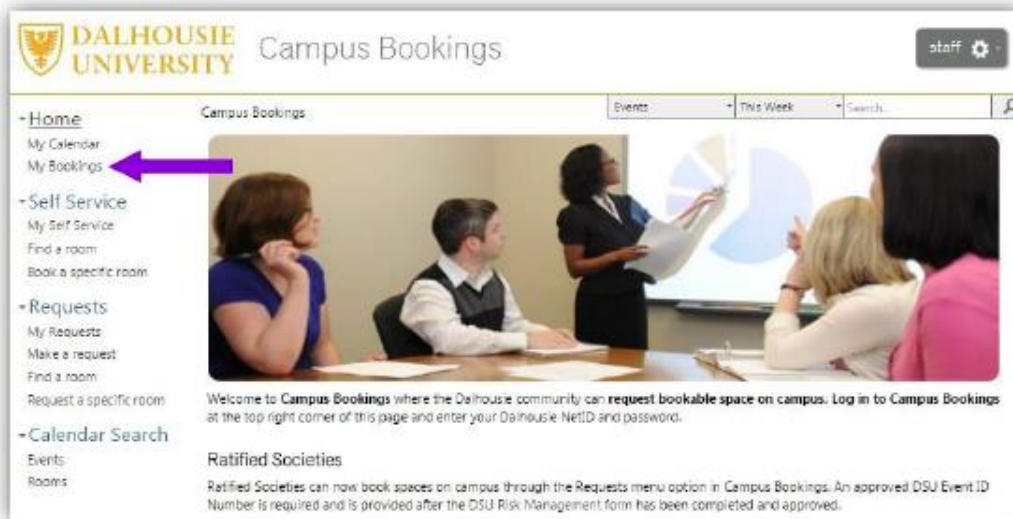 DALHOUSIE
UNIVERSITY
Campus Bookings
staff
Home
My Calendar
My Bookings
Self Service
My Self Service
Find a room
Book a specific room
Requests
My Requests
Make a request
Find a room
Request a specific room
Calendar Search
Events
Rooms
Campus Bookings
Events
This Week
Search...
Welcome to Campus Bookings where the Dalhousie community can request bookable space on campus. Log in to Campus Bookings
at the top right corner of this page and enter your Dalhousie NetID and password.
Ratified Societies
Ratified Societies can now book spaces on campus through the Requests menu option in Campus Bookings. An approved DSU Event ID
Number is required and is provided after the DSU Risk Management form has been completed and approved.